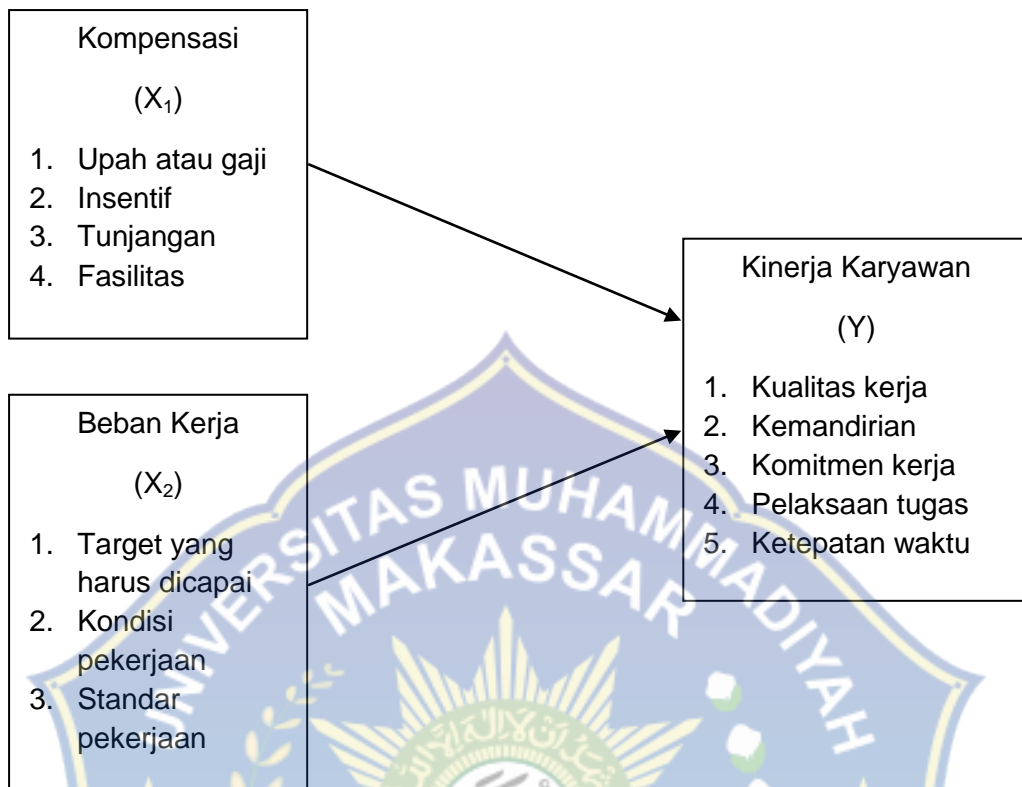 Kompensasi
(X₁)
1. Upah atau gaji
2. Insentif
3. Tunjangan
4. Fasilitas
Beban Kerja
(X₂)
1. Target yang
harus dicapai
2. Kondisi
pekerjaan
3. Standar
pekerjaan
Kinerja Karyawan
(Y)
1. Kualitas kerja
2. Kemandirian
3. Komitmen kerja
4. Pelaksaan tugas
5. Ketepatan waktu
UNIVERSITAS MUHAMMADIYAH
MAKASSAR